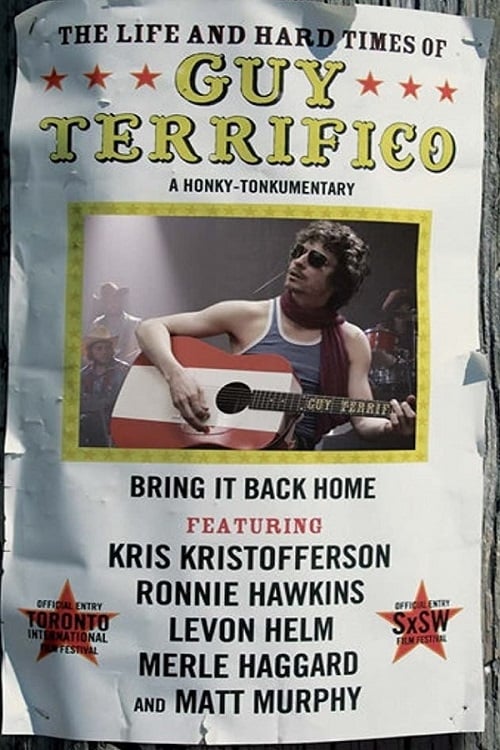 THE LIFE AND HARD TIMES OF
GUY
TERRIFICO
A HONKY-TONKUMENTARY
GUY TERRIF
BRING IT BACK HOME
FEATURING
KRIS KRISTOFFERSON
RONNIE HAWKINS
LEVON HELM
MERLE HAGGARD
AND MATT MURPHY
OFFICIAL ENTRY
TORONTO
INTERNATIONAL
FILM FESTIVAL
OFFICIAL ENTRY
SxSW
FILM FESTIVAL